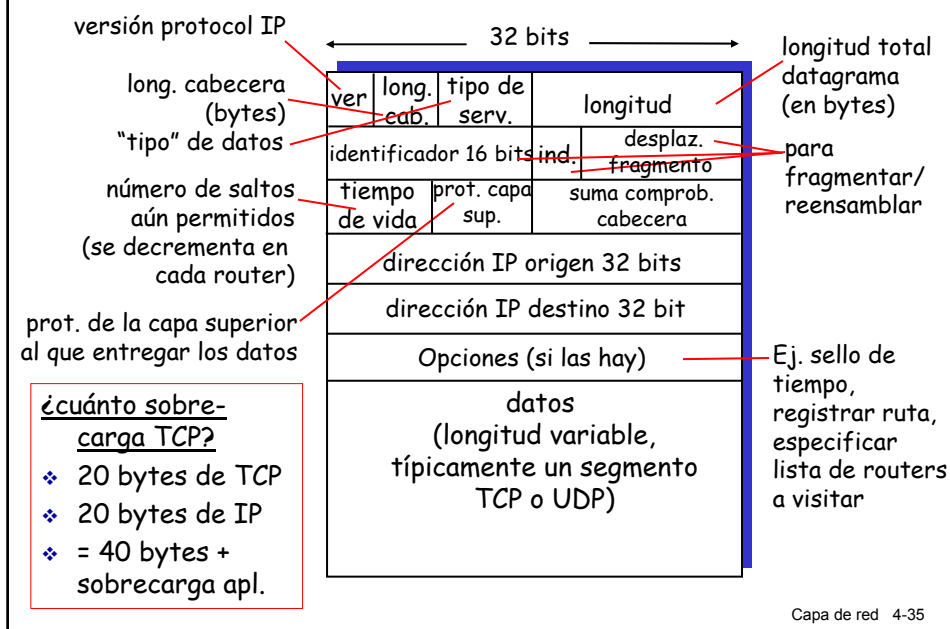 versión protocol IP
32 bits
long. cabecera
(bytes)
"tipo" de datos
número de saltos
aún permitidos
(se decrementa en
cada router)
prot. de la capa superior
al que entregar los datos
ver
long.
cab.
tipo de
serv.
longitud
identificador 16 bits
ind.
desplaz.
fragmento
tiempo
de vida
prot. capa
sup.
suma comprob.
cabecera
dirección IP origen 32 bits
dirección IP destino 32 bit
Opciones (si las hay)
datos
(longitud variable,
típicamente un segmento
TCP o UDP)
longitud total
datagrama
(en bytes)
para
fragmentar/
reensamblar
Ej. sello de
tiempo,
registrar ruta,
especificar
lista de routers
a visitar
¿cuánto sobre-
carga TCP?
❖ 20 bytes de TCP
❖ 20 bytes de IP
❖ = 40 bytes +
sobrecarga apl.
Capa de red 4-35